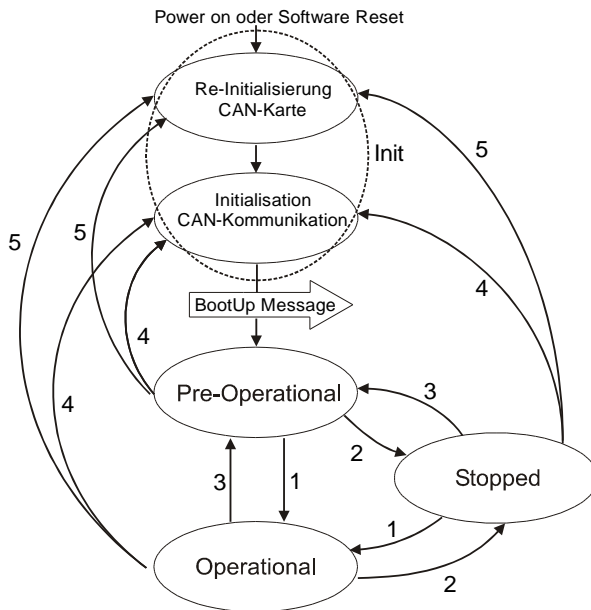 Power on oder Software Reset
Re-Initialisierung
CAN-Karte
Init
5
Initialisation
CAN-Kommunikation
5
5
4
BootUp Message
4
Pre-Operational
3
4
2
Stopped
3
1
1
Operational
2